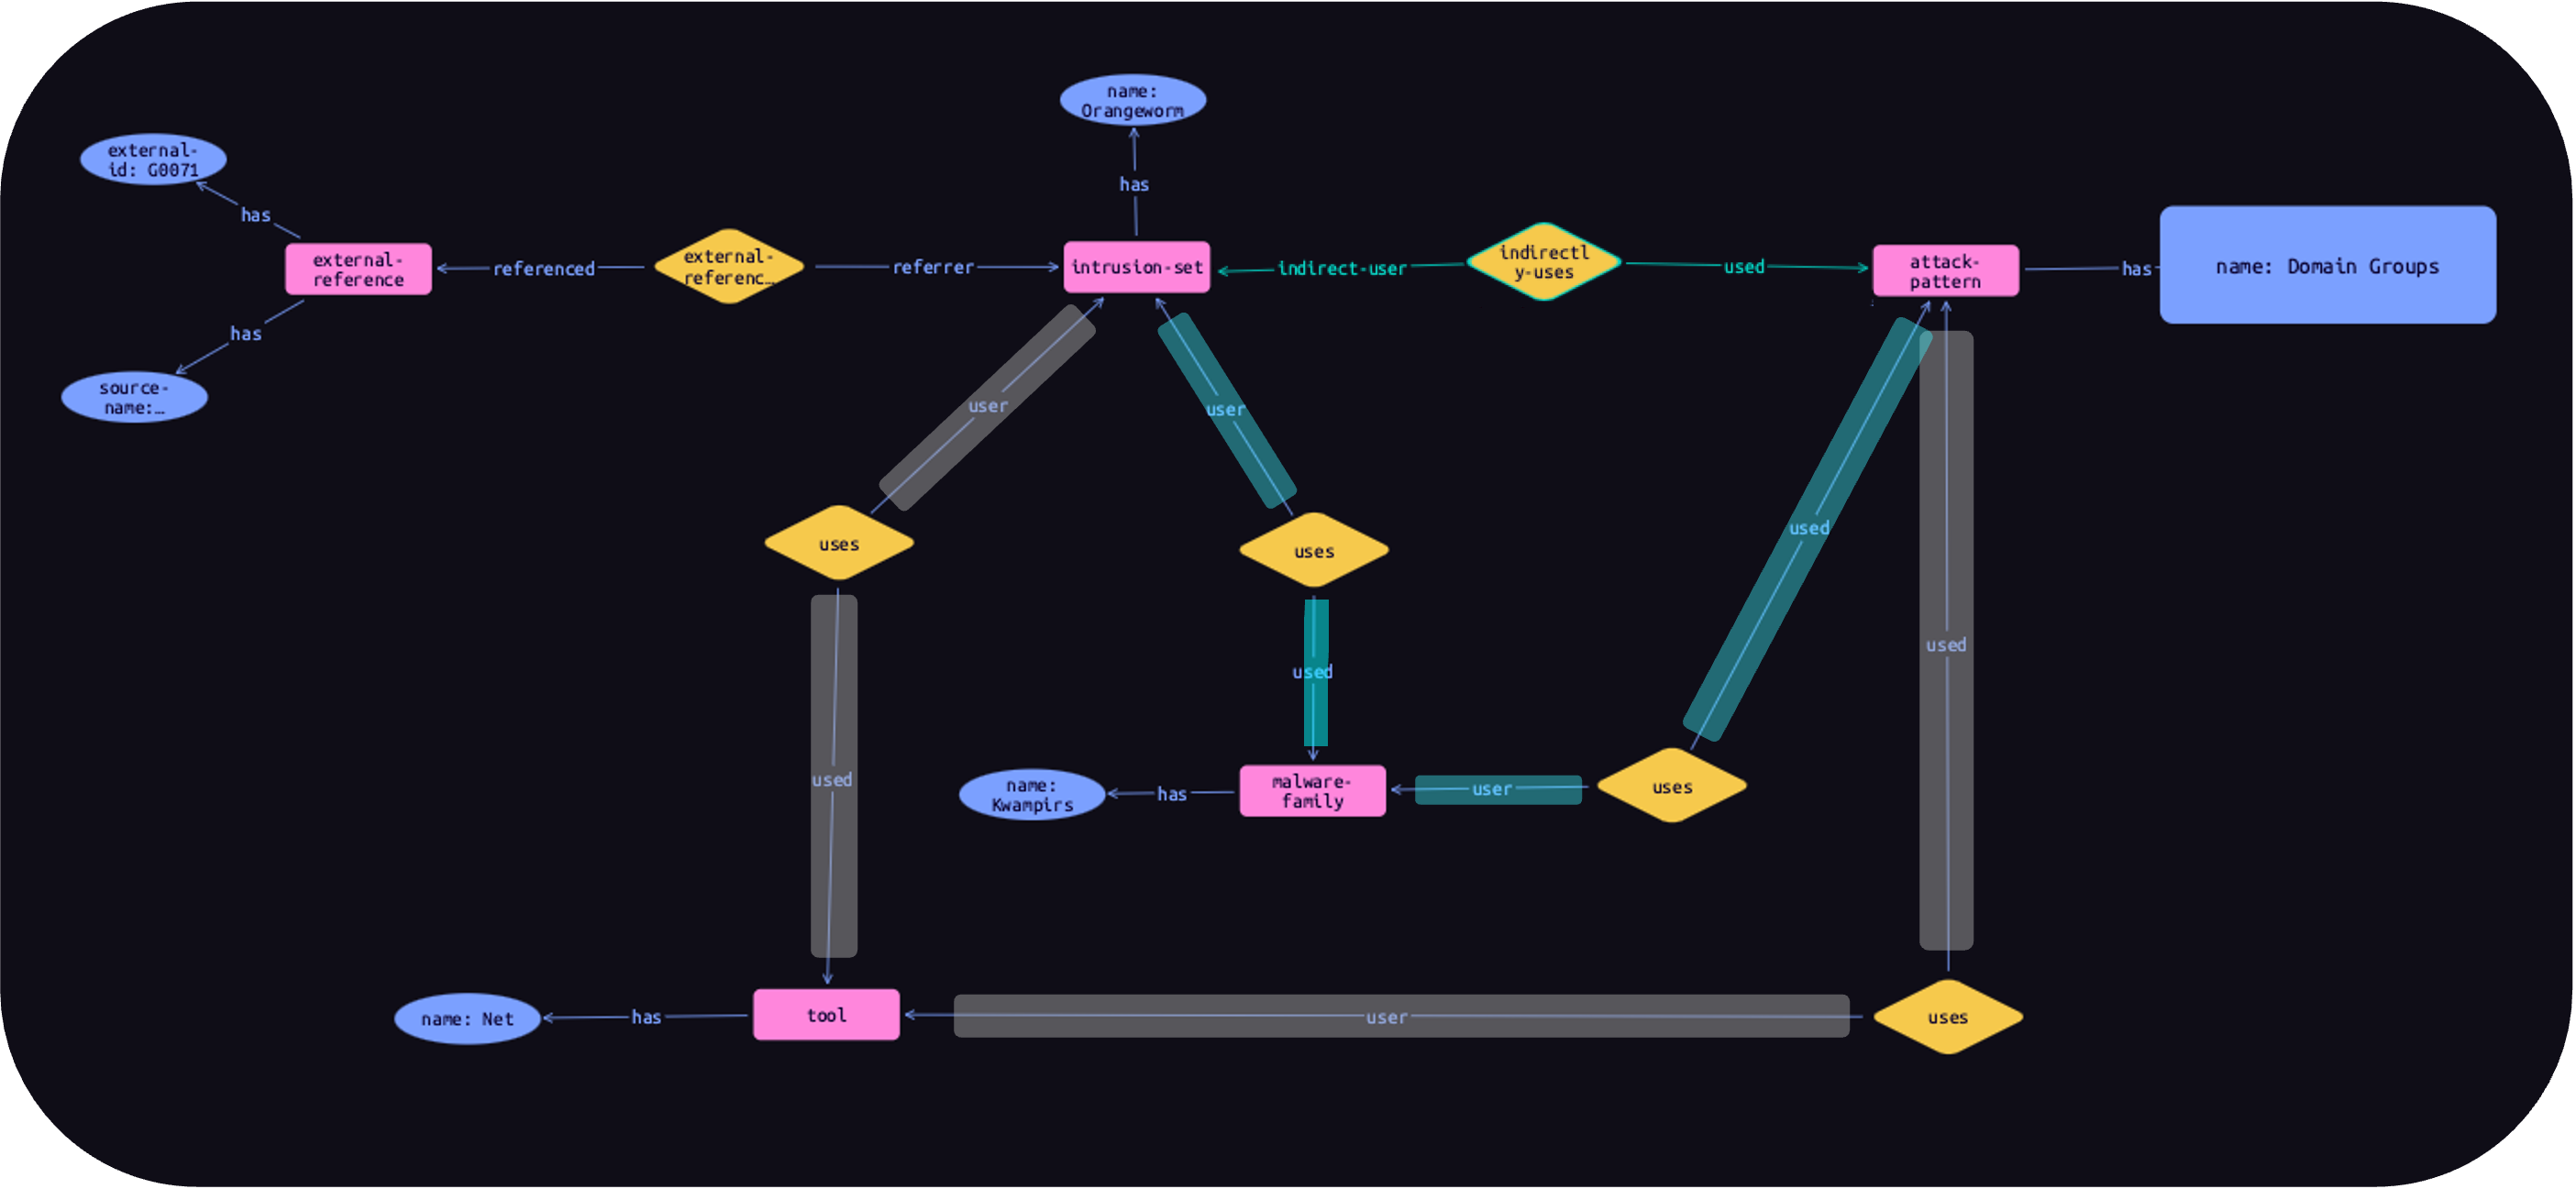 name:
Orangeworm
external-
id: G0071
has
has
external-
reference
referenced
external-
referenc…
referrer
intrusion-set
indirect-user
indirectl
y-uses
used
attack-
pattern
has
name: Domain Groups
has
source-
name:…
user
user
used
uses
uses
used
used
used
name:
Kwampirs
has
malware-
family
user
uses
name: Net
has
tool
user
uses